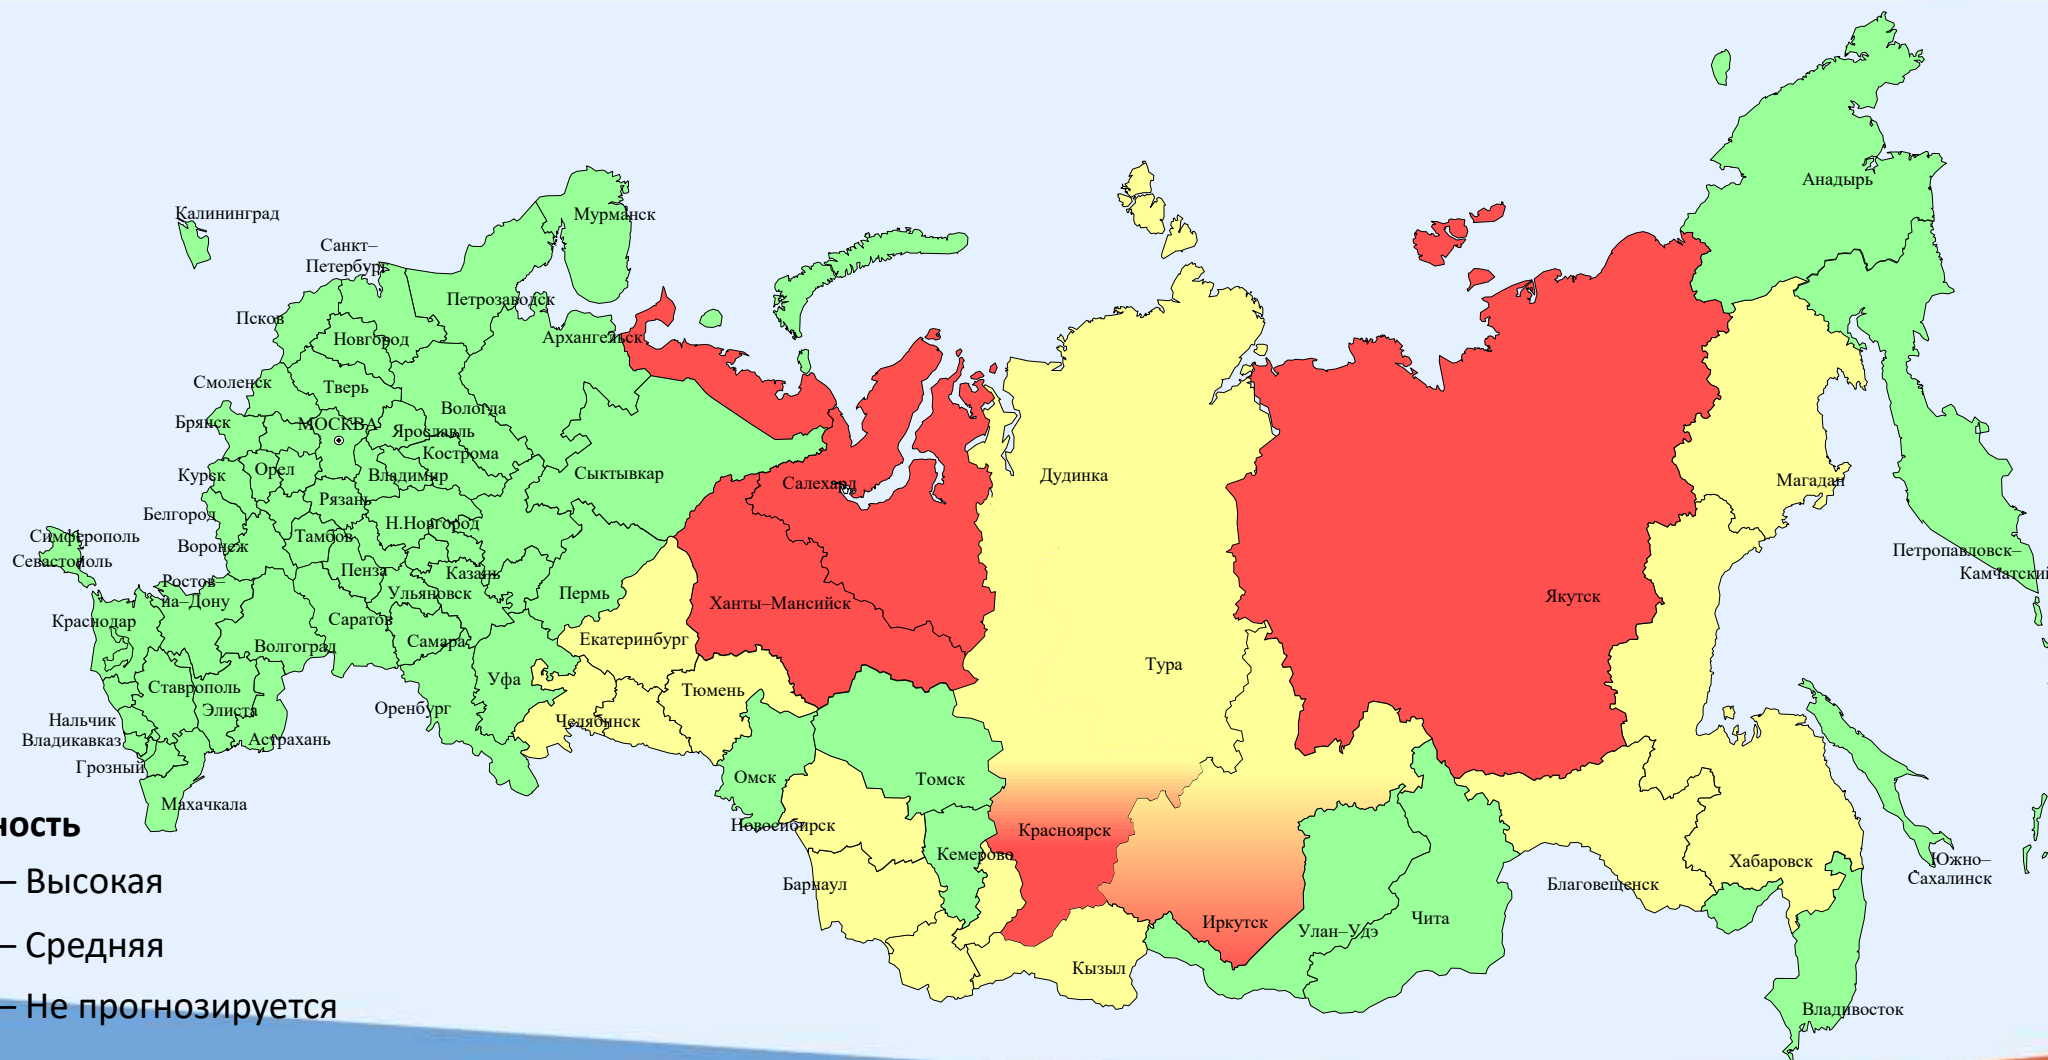 Калининград
Санкт–
Петербург
Мурманск
Анадырь
Петрозаводск
Псков
Новгород
Архангельск
Смоленск
Тверь
Вологда
Брянск
МОСКВА
Ярославль
Кострома
Курск
Орел
Владимир
Сыктывкар
Салехард
Дудинка
Магадан
Рязань
Белгород
Н.Новгород
Симферополь
Воронеж
Тамбов
Севастополь
Петропавловск–
Камчатский
Ростов–
на–Дону
Пенза
Казань
Ульяновск
Пермь
Ханты–Мансийск
Якутск
Краснодар
Саратов
Волгоград
Самара
Екатеринбург
Тура
Ставрополь
Уфа
Тюмень
Элиста
Оренбург
Нальчик
Челябинск
Владикавказ
Астрахань
Грозный
Омск
Томск
Махачкала
Новосибирск
Красноярск
Кемерово
Барнаул
Хабаровск
Благовещенск
Южно–
Сахалинск
Иркутск
Улан–Удэ
Чита
Кызыл
Владивосток
ность
– Высокая
– Средняя
– Не прогнозируется